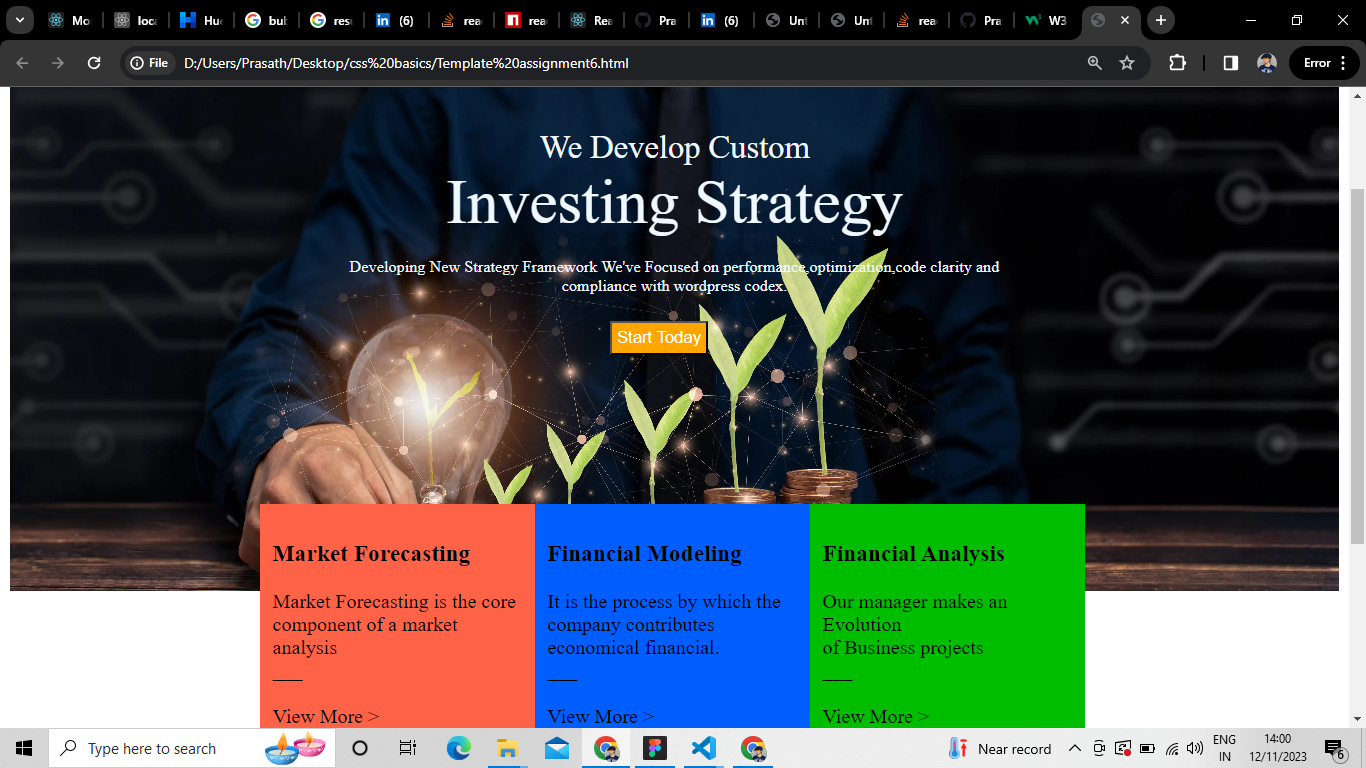 Mo
loca
Hue
bub
resu
(6)
rea
rea
Rea
Pra
(6)
Unt
Unt
rea
Pra
W3
File D:/Users/Prasath/Desktop/css%20basics/Template%20assignment6.html Error
We Develop Custom
Investing Strategy
Developing New Strategy Framework We've Focused on performance,optimization,code clarity and
compliance with wordpress codex.
Start Today
Market Forecasting
Market Forecasting is the core
component of a market
analysis
___
View More >
Financial Modeling
It is the process by which the
company contributes
economical financial.
___
View More >
Financial Analysis
Our manager makes an
Evolution
of Business projects
___
View More >
Type here to search
Near record
ENG
IN
14:00
12/11/2023
6